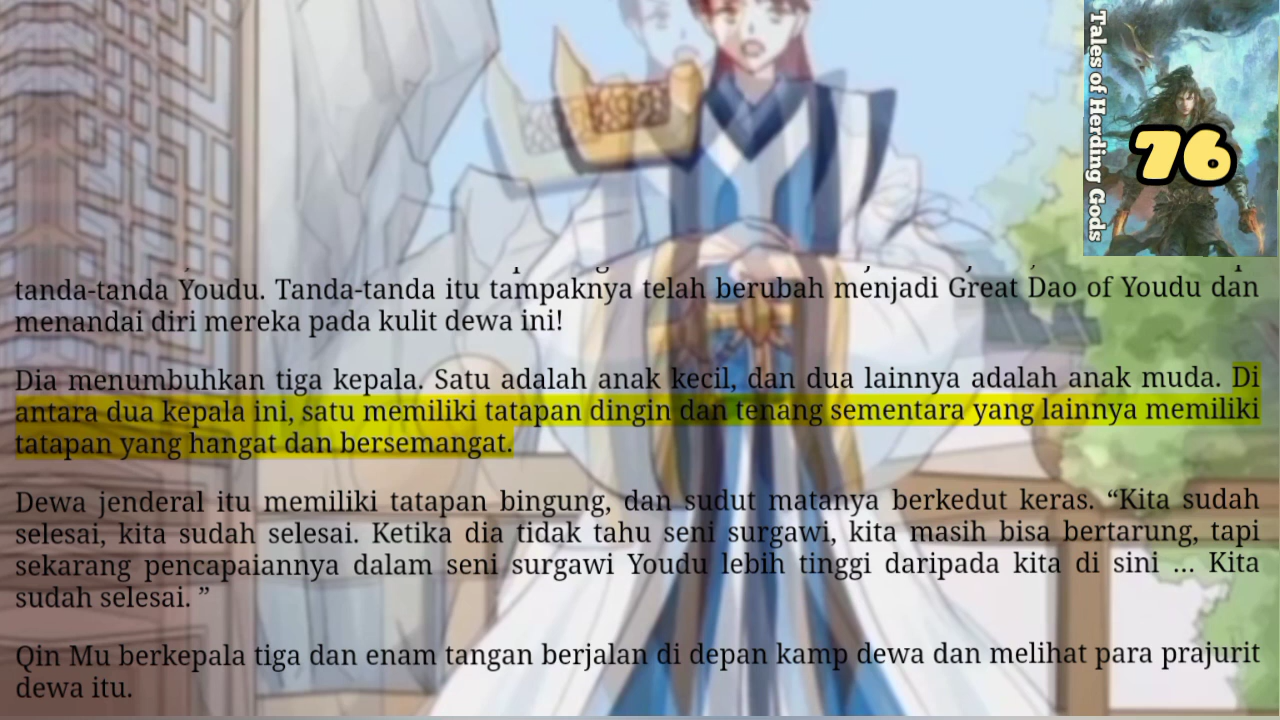 Tales of Herding Gods
76
tanda-tanda Youdu. Tanda-tanda itu tampaknya telah berubah menjadi Great Dao of Youdu dan
menandai diri mereka pada kulit dewa ini!
Dia menumbuhkan tiga kepala. Satu adalah anak kecil, dan dua lainnya adalah anak muda. Di
antara dua kepala ini, satu memiliki tatapan dingin dan tenang sementara yang lainnya memiliki
tatapan yang hangat dan bersemangat.
Dewa jenderal itu memiliki tatapan bingung, dan sudut matanya berkedut keras. “Kita sudah
selesai, kita sudah selesai. Ketika dia tidak tahu seni surgawi, kita masih bisa bertarung, tapi
sekarang pencapaiannya dalam seni surgawi Youdu lebih tinggi daripada kita di sini ... Kita
sudah selesai. ”
Qin Mu berkepala tiga dan enam tangan berjalan di depan kamp dewa dan melihat para prajurit
dewa itu.